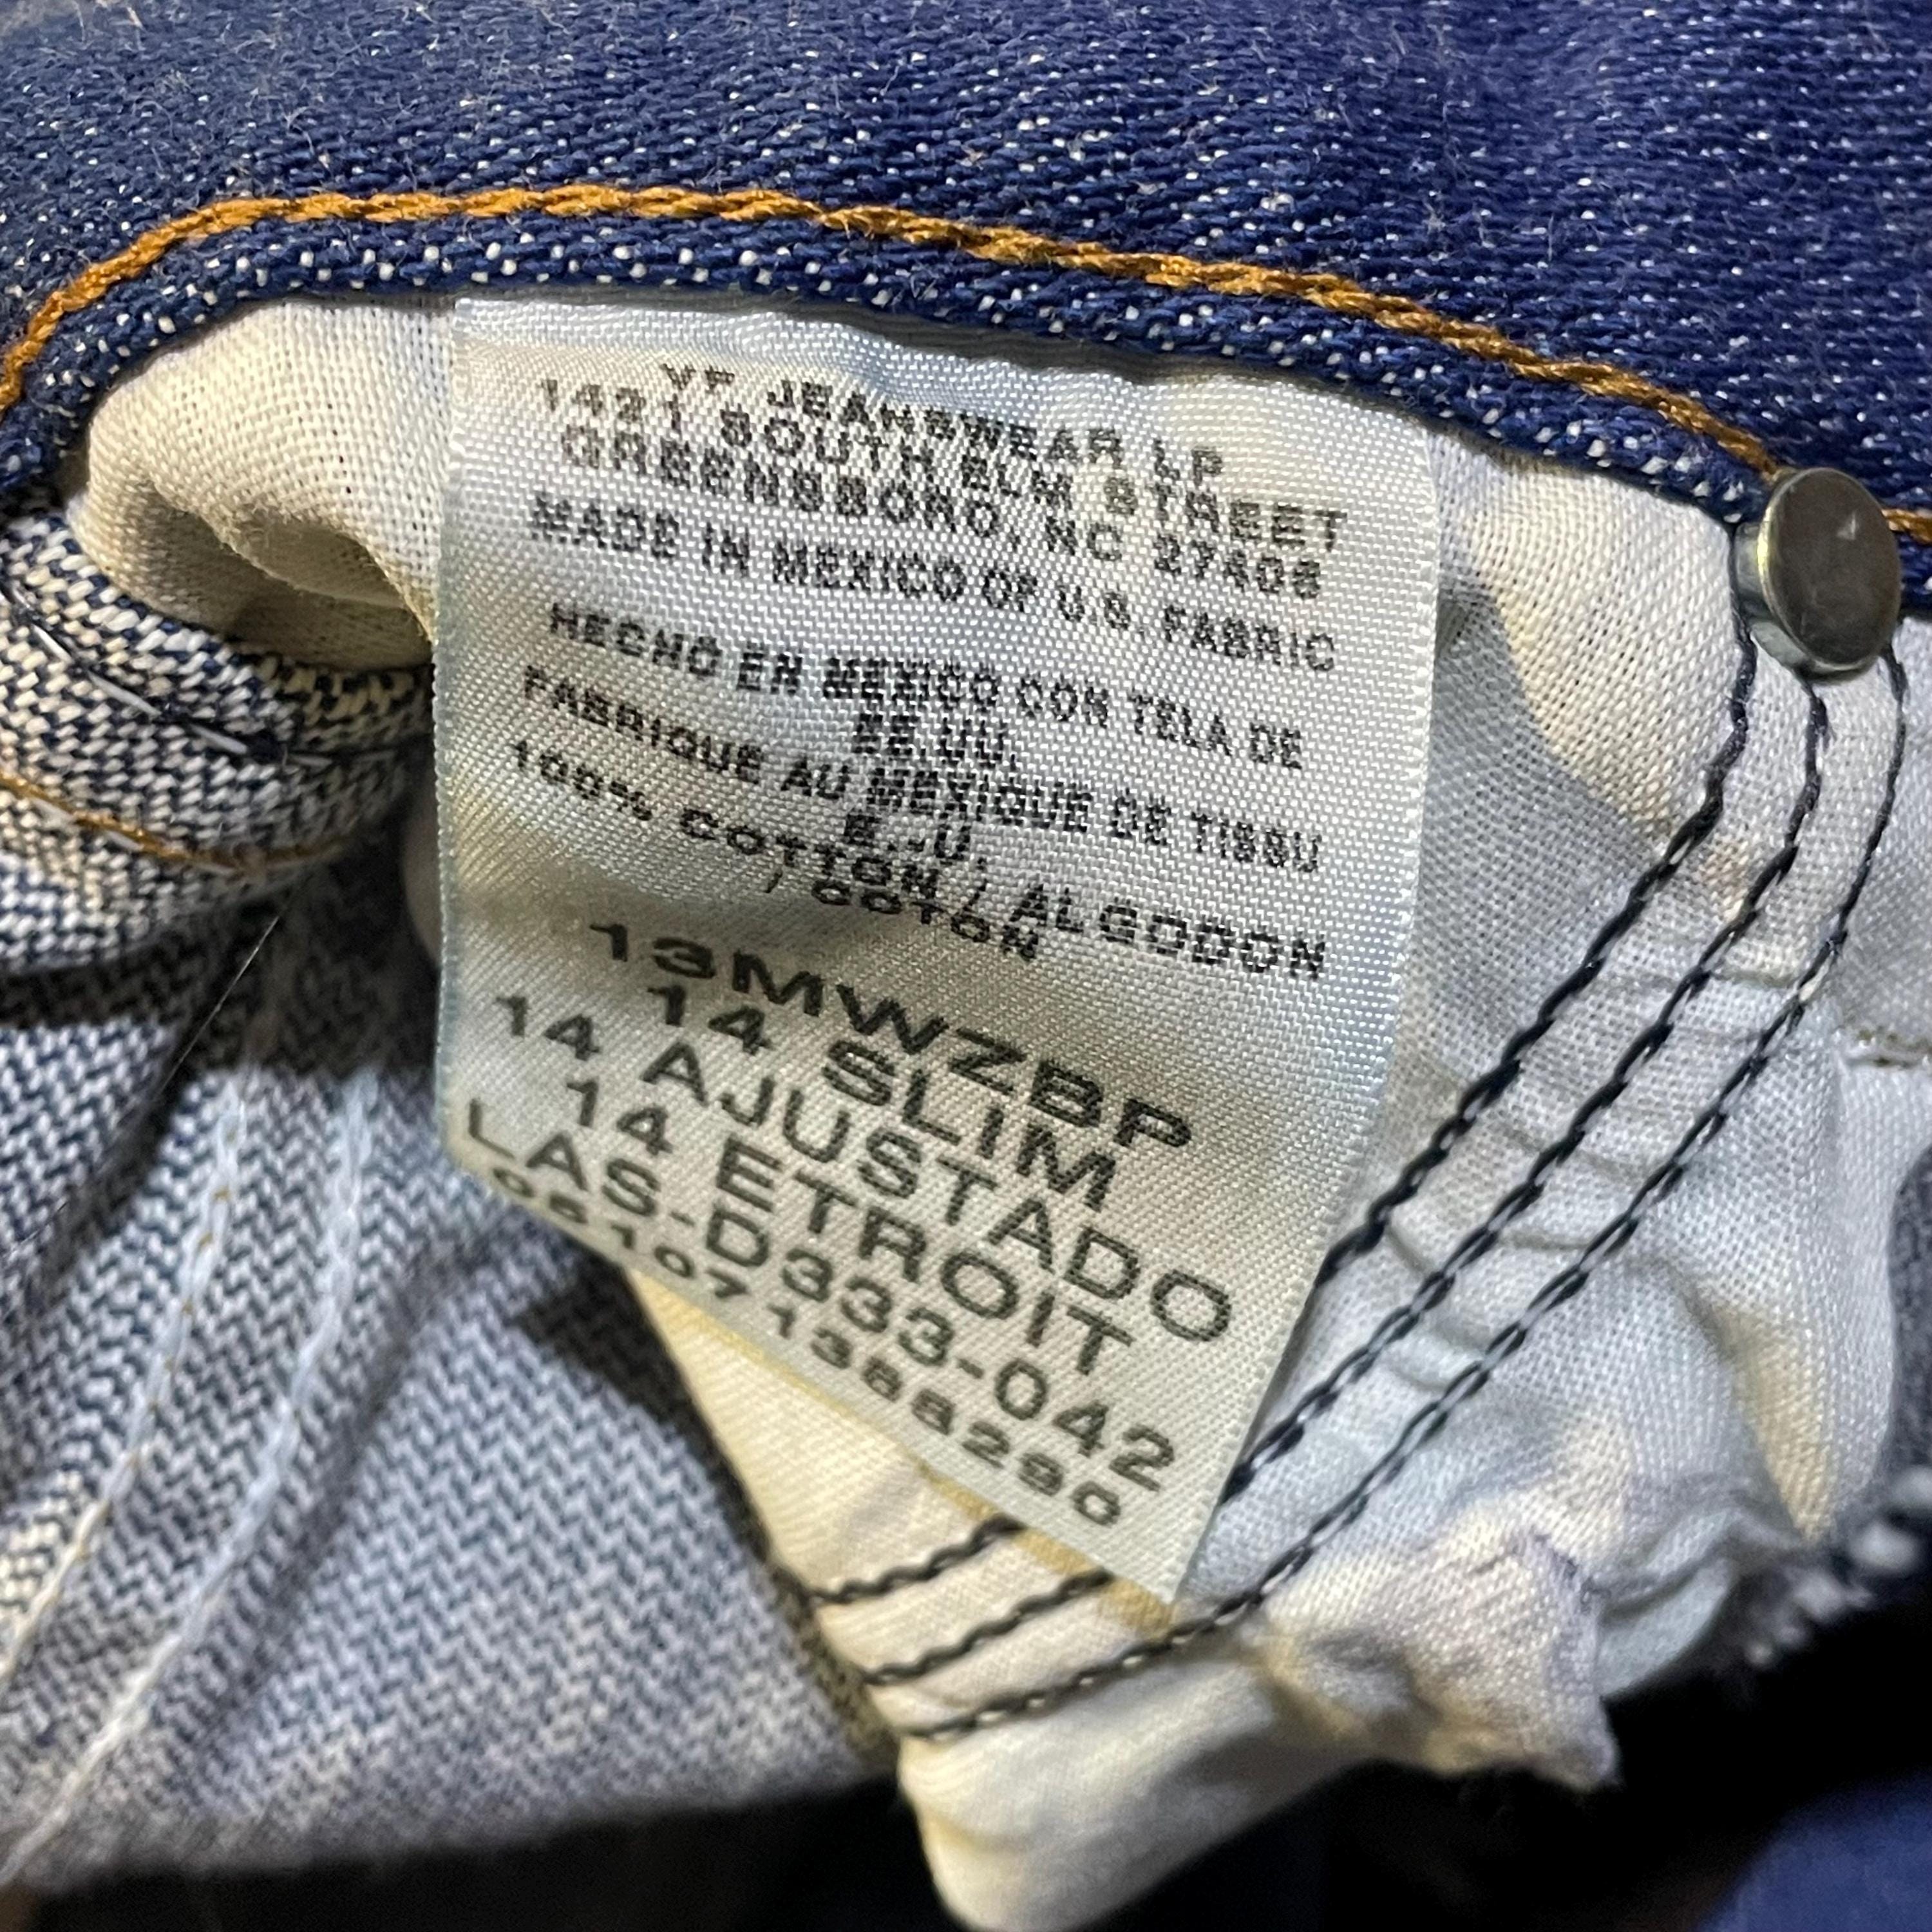 VF JEANSWEAR LP
1421 SOUTH ELM STREET
GREENSBORO, NC 27406
MADE IN MEXICO OF U.S. FABRIC
HECHO EN MEXICO CON TELA DE
EE.UU.
FABRIQUE AU MEXIQUE DE TISSU
E.-U.
100% COTTON / ALGODON
/ COTON
13MWZBP
14 SLIM
14 AJUSTADO
14 ETROIT
LAS-D333-042